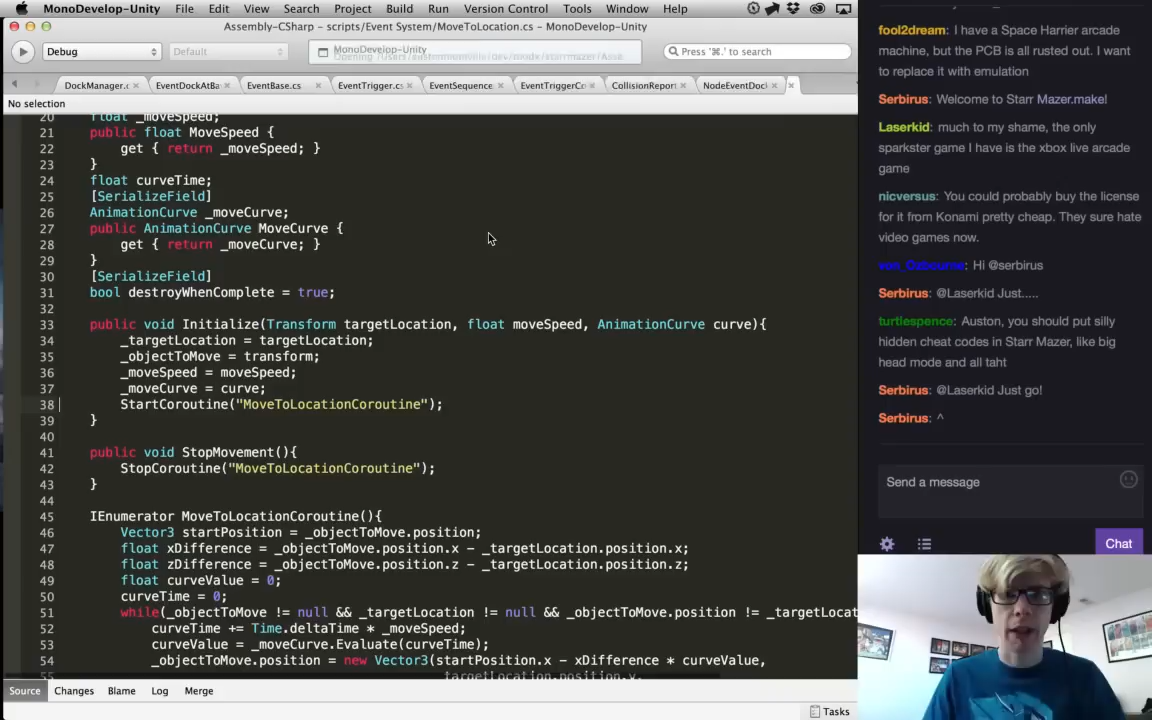 MonoDevelop-Unity File Edit View Search Project Build Run Version Control Tools Window Help
Assembly-CSharp - scripts/Event System/MoveToLocation.cs - MonoDevelop-Unity
Debug Default MonoDevelop-Unity Press '⌘.' to search
DockManager.c EventDockAtBa EventBase.cs EventTrigger.cs EventSequence EventTriggerCo CollisionReport NodeEventDocl
No selection
20 float _moveSpeed;
21 public float MoveSpeed {
22 get { return _moveSpeed; }
23 }
24 float curveTime;
25 [SerializeField]
26 AnimationCurve _moveCurve;
27 public AnimationCurve MoveCurve {
28 get { return _moveCurve; }
29 }
30 [SerializeField]
31 bool destroyWhenComplete = true;
32
33 public void Initialize(Transform targetLocation, float moveSpeed, AnimationCurve curve){
34 _targetLocation = targetLocation;
35 _objectToMove = transform;
36 _moveSpeed = moveSpeed;
37 _moveCurve = curve;
38 StartCoroutine("MoveToLocationCoroutine");
39 }
40
41 public void StopMovement(){
42 StopCoroutine("MoveToLocationCoroutine");
43 }
44
45 IEnumerator MoveToLocationCoroutine(){
46 Vector3 startPosition = _objectToMove.position;
47 float xDifference = _objectToMove.position.x - _targetLocation.position.x;
48 float zDifference = _objectToMove.position.z - _targetLocation.position.z;
49 float curveValue = 0;
50 curveTime = 0;
51 while(_objectToMove != null && _targetLocation != null && _objectToMove.position != _targetLocation
52 curveTime += Time.deltaTime * _moveSpeed;
53 curveValue = _moveCurve.Evaluate(curveTime);
54 _objectToMove.position = new Vector3(startPosition.x - xDifference * curveValue,
55 targetLocation.position.y,
Source Changes Blame Log Merge
Tasks
fool2dream: I have a Space Harrier arcade
machine, but the PCB is all rusted out. I want
to replace it with emulation
Serbirus: Welcome to Starr Mazer.make!
Laserkid: much to my shame, the only
sparkster game I have is the xbox live arcade
game
nicversus: You could probably buy the license
for it from Konami pretty cheap. They sure hate
video games now.
von_Ozbourne: Hi @serbirus
Serbirus: @Laserkid Just.....
turtlespence: Auston, you should put silly
hidden cheat codes in Starr Mazer, like big
head mode and all taht
Serbirus: @Laserkid Just go!
Serbirus: ^
Send a message
Chat